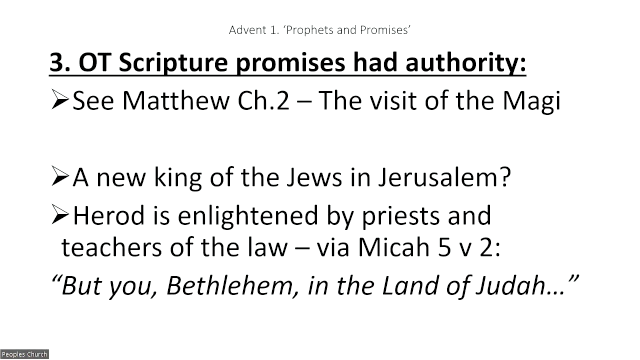 Advent 1. ‘Prophets and Promises’
3. OT Scripture promises had authority:
➢See Matthew Ch.2 – The visit of the Magi
➢A new king of the Jews in Jerusalem?
➢Herod is enlightened by priests and
teachers of the law – via Micah 5 v 2:
“But you, Bethlehem, in the Land of Judah…”
Peoples Church